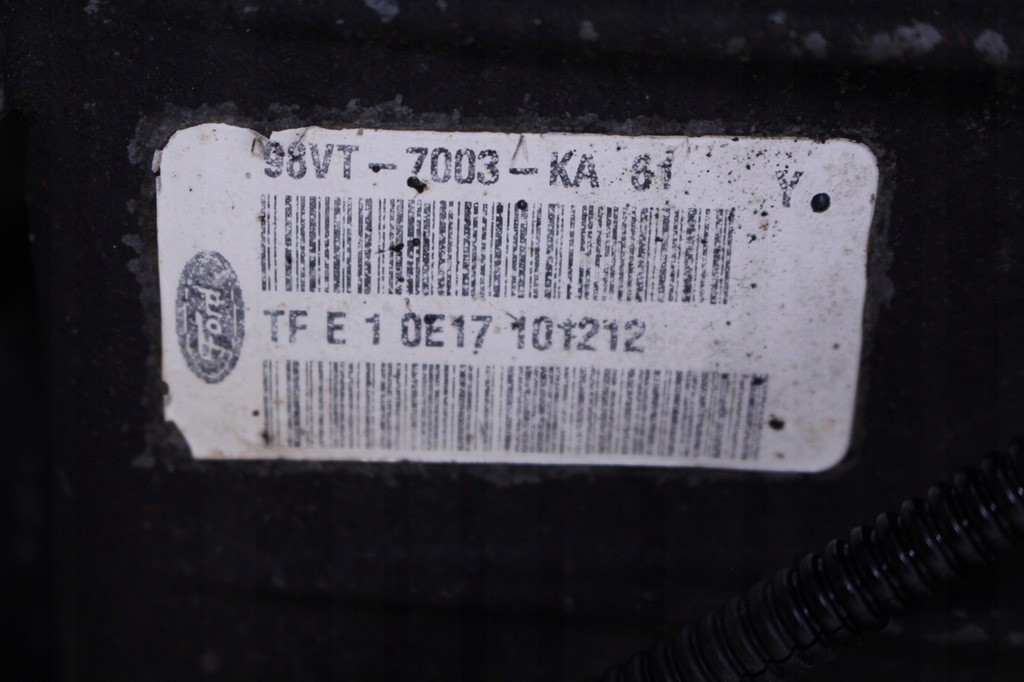 98VT-7003-KA 61 Y
Ford
TF E 1 0E17 101212